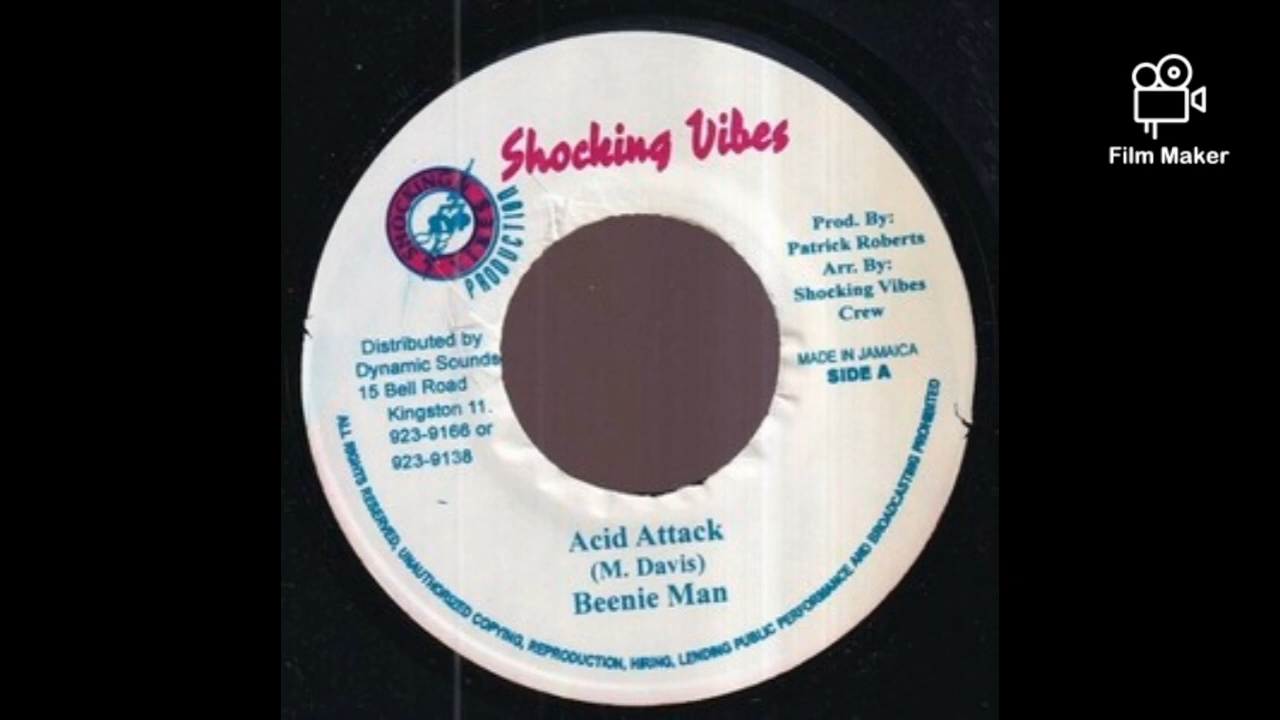 Shocking Vibes
SHOCKING VIBES
PRODUCTION
Prod. By:
Patrick Roberts
Arr. By:
Shocking Vibes
Crew
MADE IN JAMAICA
SIDE A
Distributed by
Dynamic Sounds
15 Bell Road
Kingston 11.
923-9166 or
923-9138
Acid Attack
(M. Davis)
Beenie Man
ALL RIGHTS RESERVED, UNAUTHORIZED COPYING, REPRODUCTION, HIRING, LENDING PUBLIC PERFORMANCE AND BROADCASTING PROHIBITED
Film Maker